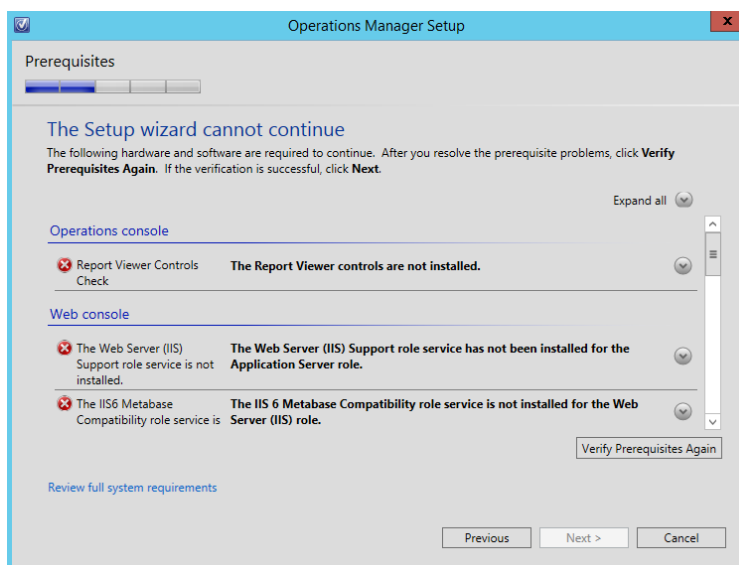 Operations Manager Setup
x
Prerequisites
The Setup wizard cannot continue
The following hardware and software are required to continue. After you resolve the prerequisite problems, click Verify
Prerequisites Again. If the verification is successful, click Next.
Expand all
Operations console
Report Viewer Controls
Check
The Report Viewer controls are not installed.
Web console
The Web Server (IIS)
Support role service is not
installed.
The Web Server (IIS) Support role service has not been installed for the
Application Server role.
The IIS6 Metabase
Compatibility role service is
The IIS 6 Metabase Compatibility role service is not installed for the Web
Server (IIS) role.
Verify Prerequisites Again
Review full system requirements
Previous
Next >
Cancel